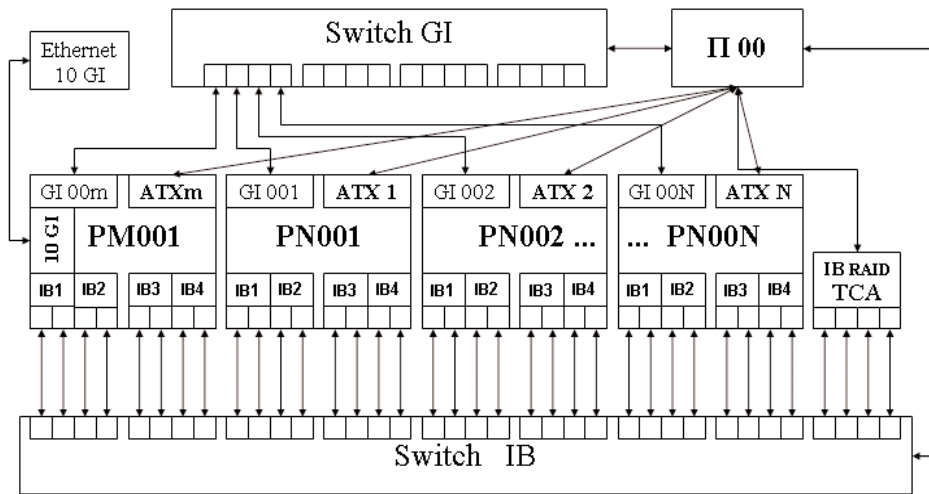 Switch GI
Ethernet
10 GI
П 00
GI 00m
ATXm
GI 001
ATX 1
GI 002
ATX 2
GI 00N
ATX N
10 GI
PM001
PN001
PN002 ...
... PN00N
IB RAID
TCA
IB1
IB2
IB3
IB4
IB1
IB2
IB3
IB4
IB1
IB2
IB3
IB4
IB1
IB2
IB3
IB4
Switch IB